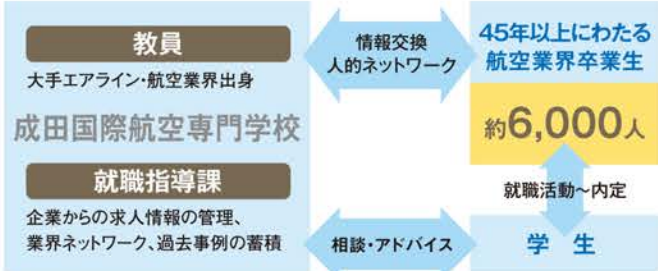 教員
大手エアライン・航空業界出身
成田国際航空専門学校
就職指導課
企業からの求人情報の管理、
業界ネットワーク、過去事例の蓄積
情報交換
人的ネットワーク
相談・アドバイス
45年以上にわたる
航空業界卒業生
約6,000人
就職活動〜内定
学 生